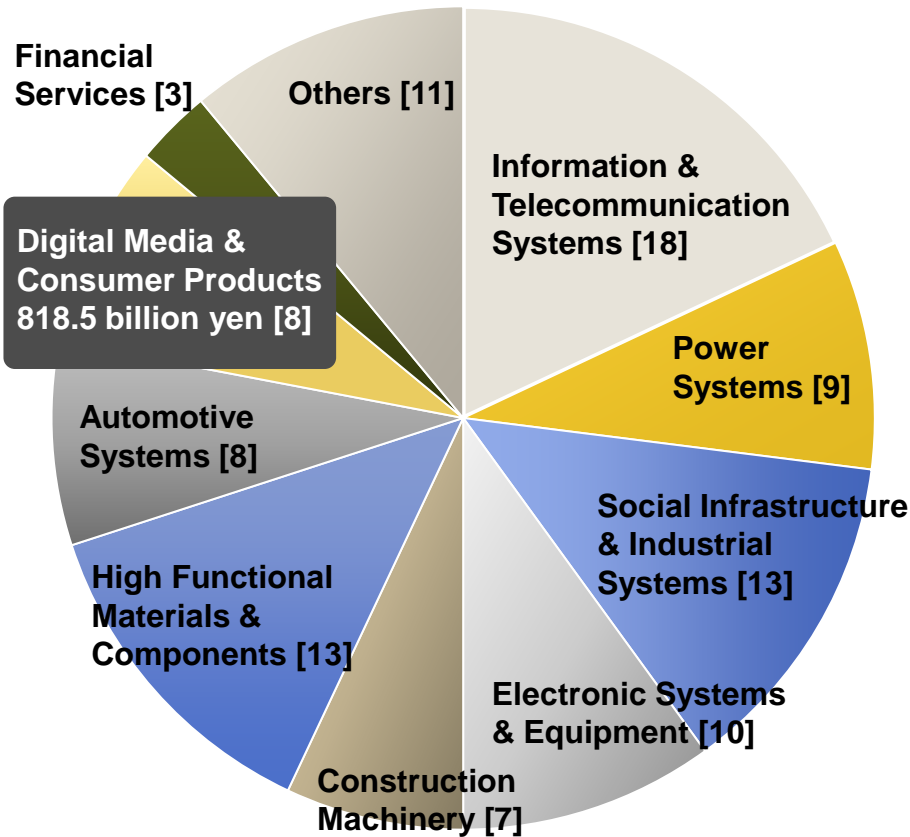 Financial
Services [3]
Others [11]
Information &
Telecommunication
Systems [18]
Digital Media &
Consumer Products
818.5 billion yen [8]
Power
Systems [9]
Automotive
Systems [8]
Social Infrastructure
& Industrial
Systems [13]
High Functional
Materials &
Components [13]
Electronic Systems
& Equipment [10]
Construction
Machinery [7]